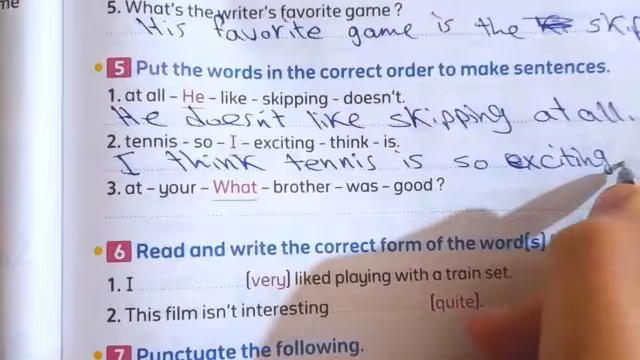 me
5. What's the writer's favorite game ?
His favorite game is the skip
5 Put the words in the correct order to make sentences.
1. at all – He – like – skipping – doesn't.
He doesn't like skipping at all.
2. tennis – so – I – exciting – think – is.
I think tennis is so exciting
3. at – your – What – brother – was – good ?
6 Read and write the correct form of the word(s)
1. I (very) liked playing with a train set.
2. This film isn't interesting (quite).
7 Punctuate the following.